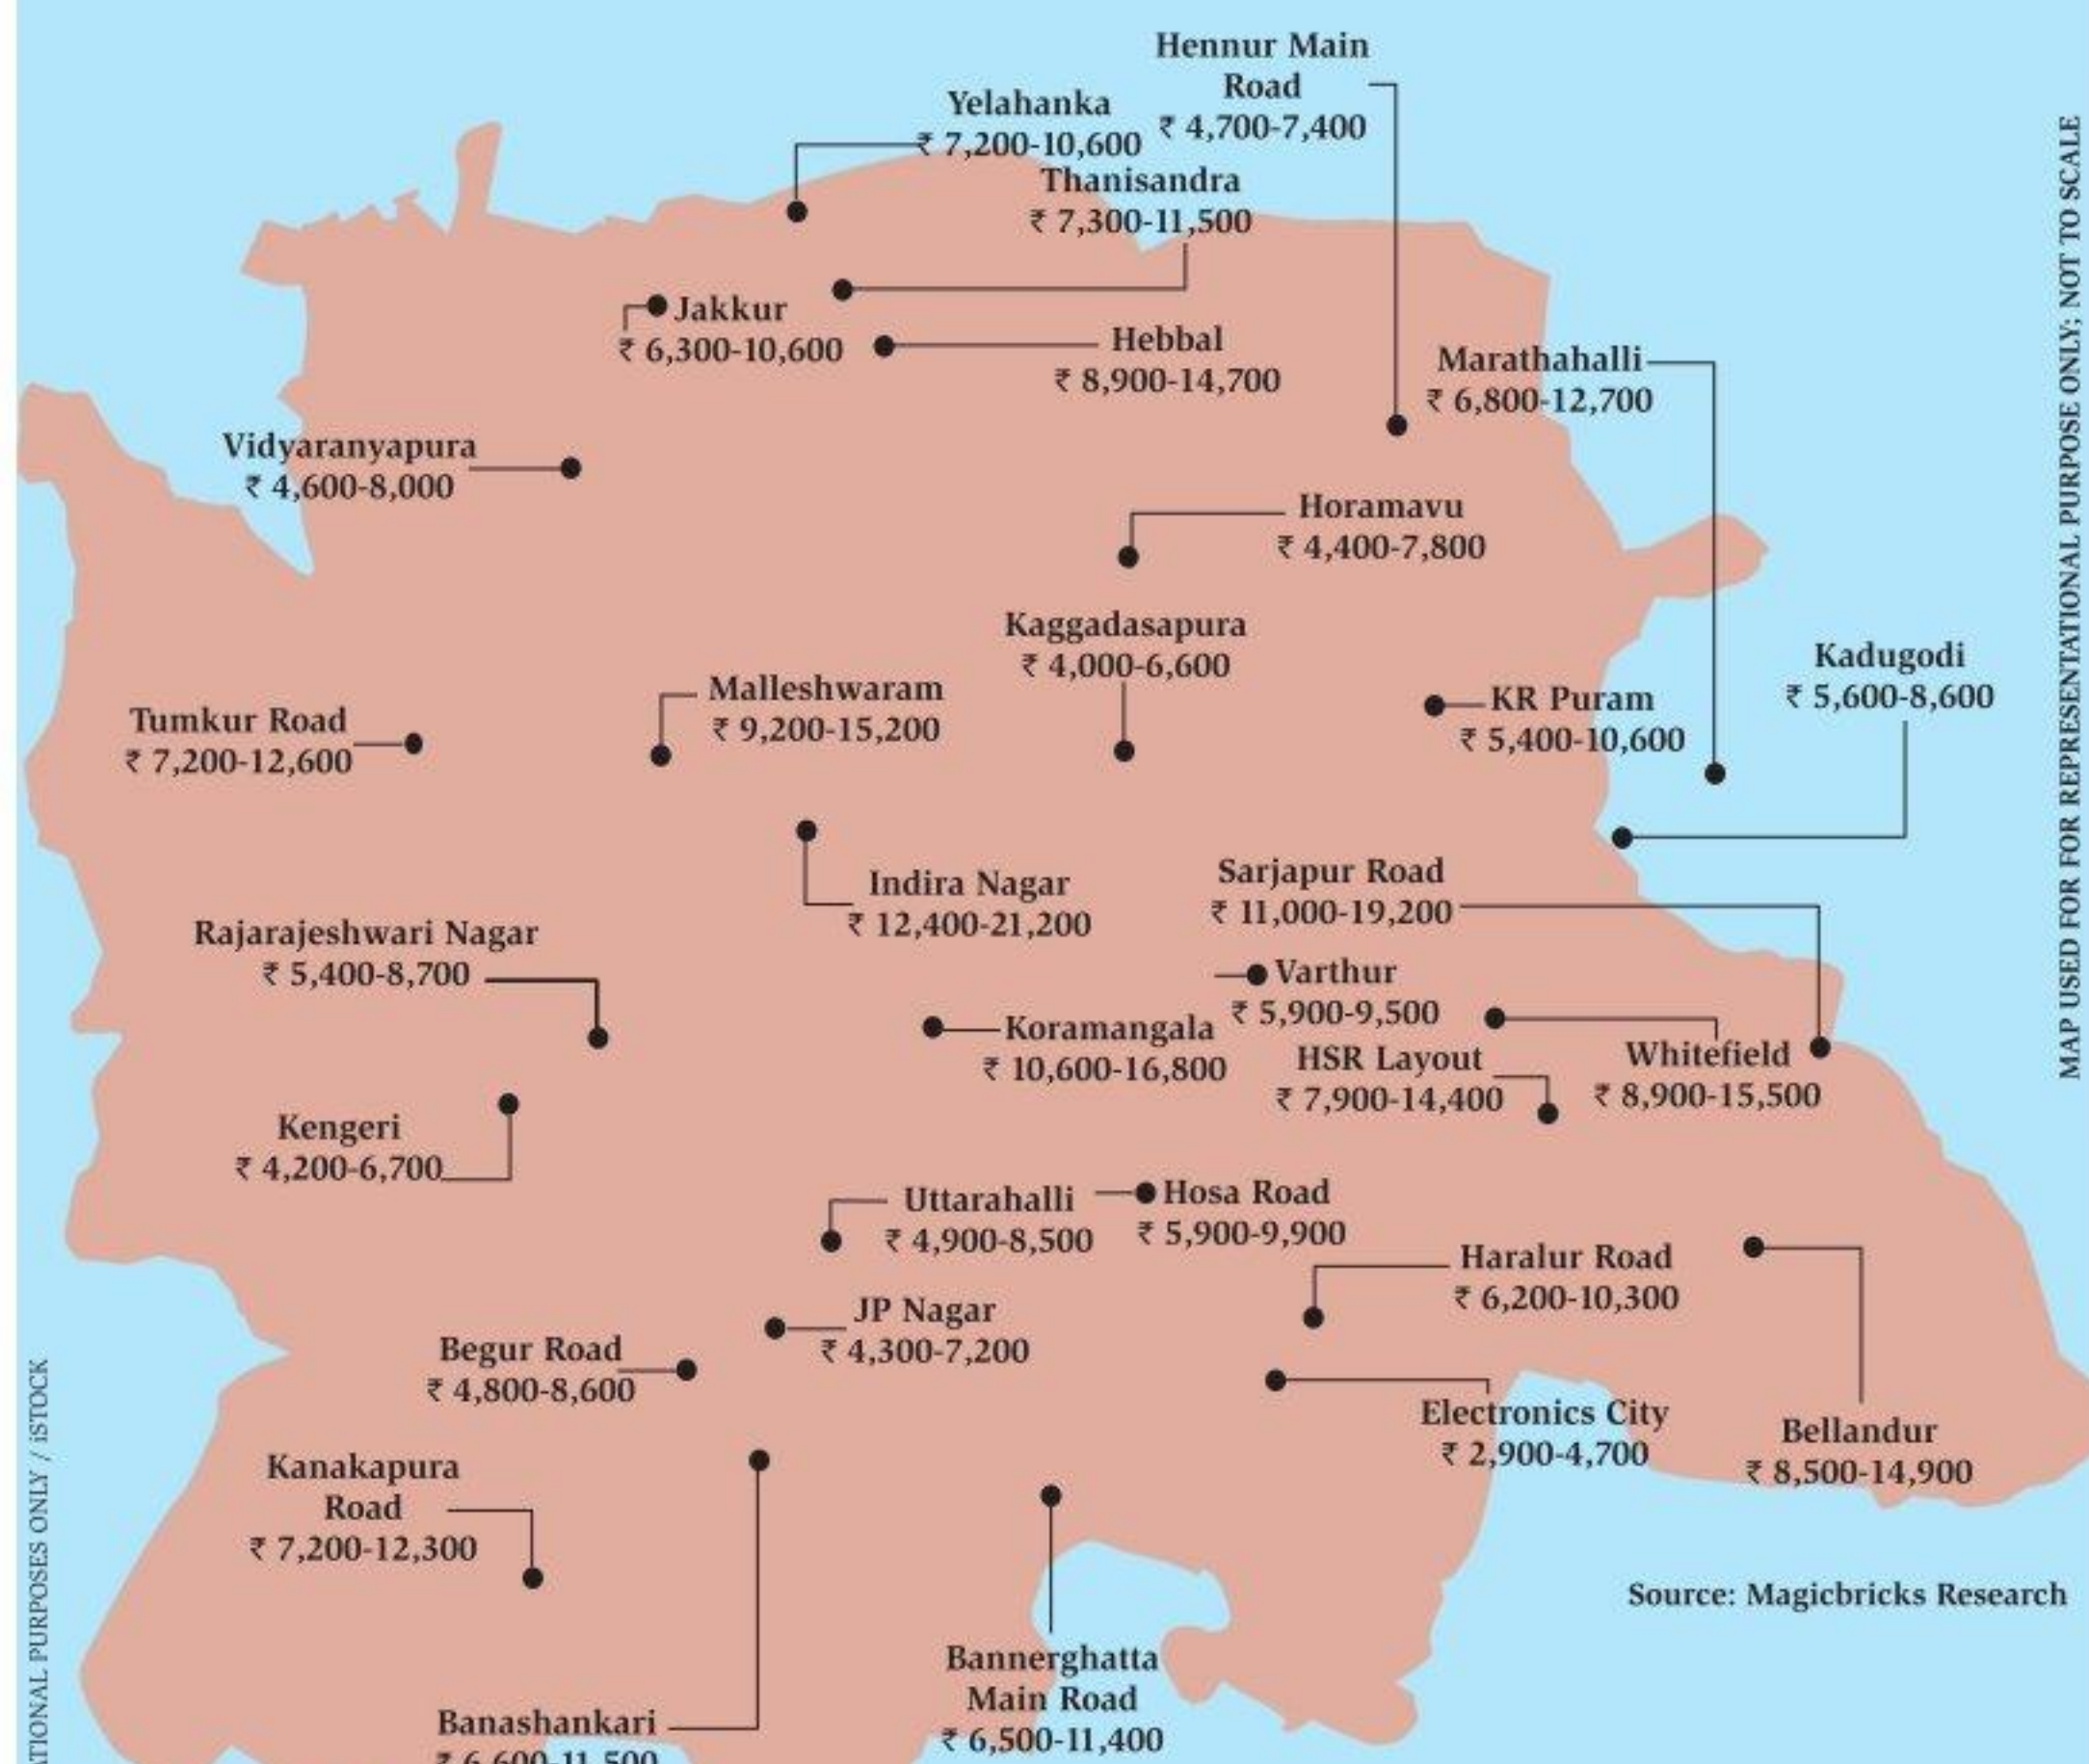 Hennur Main
Road
₹ 4,700-7,400
Yelahanka
₹ 7,200-10,600
Thanisandra
₹ 7,300-11,500
Jakkur
₹ 6,300-10,600
Hebbal
₹ 8,900-14,700
Marathahalli
₹ 6,800-12,700
Vidyaranyapura
₹ 4,600-8,000
Horamavu
₹ 4,400-7,800
Kaggadasapura
₹ 4,000-6,600
Kadugodi
₹ 5,600-8,600
Malleshwaram
₹ 9,200-15,200
KR Puram
₹ 5,400-10,600
Tumkur Road
₹ 7,200-12,600
Indira Nagar
₹ 12,400-21,200
Sarjapur Road
₹ 11,000-19,200
Rajarajeshwari Nagar
₹ 5,400-8,700
Varthur
₹ 5,900-9,500
Koramangala
₹ 10,600-16,800
HSR Layout
₹ 7,900-14,400
Whitefield
₹ 8,900-15,500
Kengeri
₹ 4,200-6,700
Uttarahalli
₹ 4,900-8,500
Hosa Road
₹ 5,900-9,900
Haralur Road
₹ 6,200-10,300
JP Nagar
₹ 4,300-7,200
Begur Road
₹ 4,800-8,600
Electronics City
₹ 2,900-4,700
Bellandur
₹ 8,500-14,900
Kanakapura
Road
₹ 7,200-12,300
Source: Magicbricks Research
Bannerghatta
Main Road
₹ 6,500-11,400
Banashankari
₹ 6,600-11,500
MAP USED FOR FOR REPRESENTATIONAL PURPOSE ONLY; NOT TO SCALE
ATIONAL PURPOSES ONLY / iSTOCK